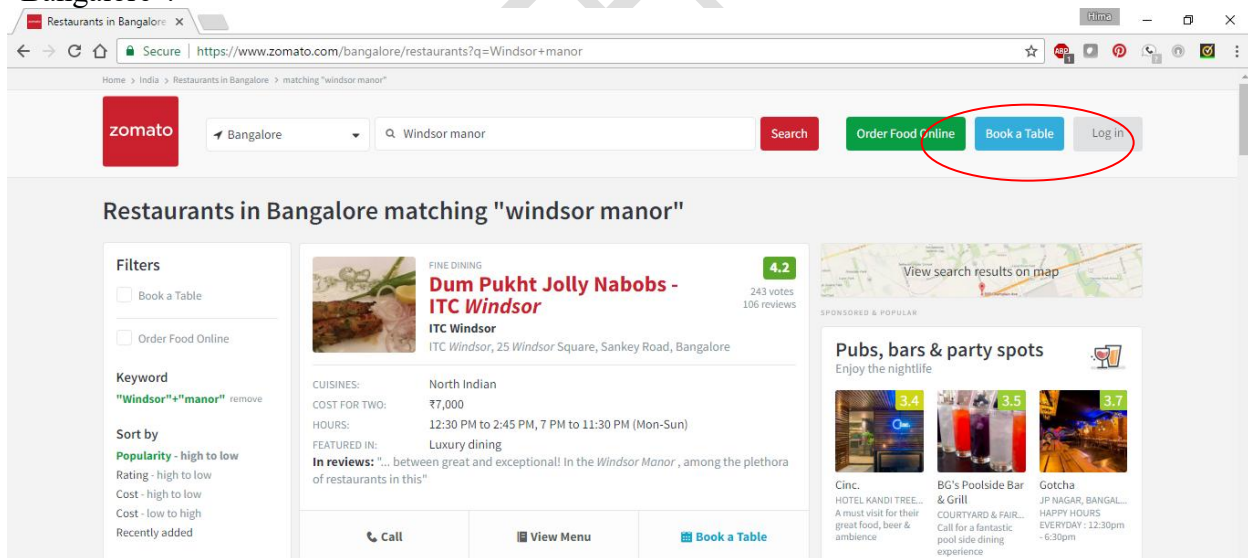 "Bangalore".
Restaurants in Bangalore
Hima
Secure | https://www.zomato.com/bangalore/restaurants?q=Windsor+manor
ABP
1
2
Home > India > Restaurants in Bangalore > matching "windsor manor"
zomato
Bangalore
Windsor manor
Search
Order Food Online
Book a Table
Log in
Restaurants in Bangalore matching "windsor manor"
Filters
Book a Table
Order Food Online
Keyword
"Windsor"+"manor" remove
Sort by
Popularity - high to low
Rating - high to low
Cost - high to low
Cost - low to high
Recently added
FINE DINING
Dum Pukht Jolly Nabobs -
ITC Windsor
ITC Windsor
ITC Windsor, 25 Windsor Square, Sankey Road, Bangalore
4.2
243 votes
106 reviews
CUISINES: North Indian
COST FOR TWO: ₹7,000
HOURS: 12:30 PM to 2:45 PM, 7 PM to 11:30 PM (Mon-Sun)
FEATURED IN: Luxury dining
In reviews: "... between great and exceptional! In the Windsor Manor , among the plethora
of restaurants in this"
Call
View Menu
Book a Table
View search results on map
SPONSORED & POPULAR
Pubs, bars & party spots
Enjoy the nightlife
3.4
3.5
3.7
Cinc.
HOTEL KANDI TREE...
A must visit for their
great food, beer &
ambience
BG's Poolside Bar
& Grill
COURTYARD & FAIR...
Call for a fantastic
pool side dining
experience
Gotcha
JP NAGAR, BANGAL...
HAPPY HOURS
EVERYDAY : 12:30pm
- 6:30pm